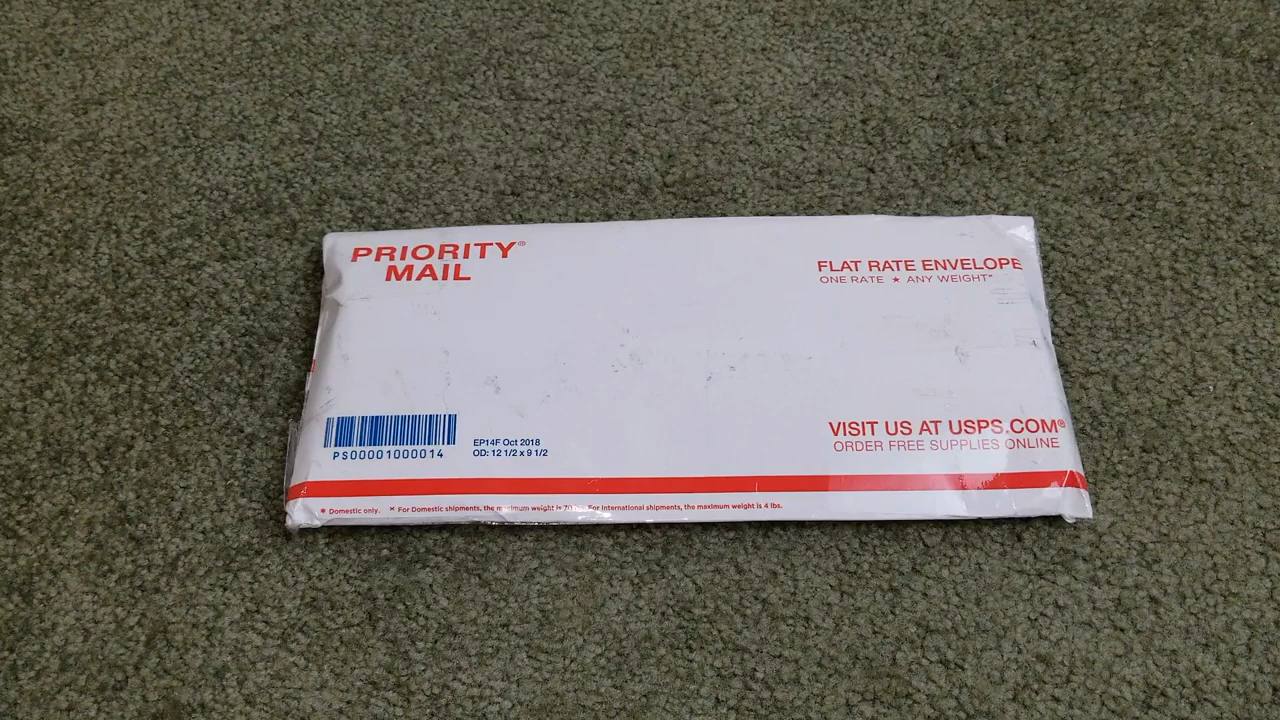 PRIORITY®
MAIL
FLAT RATE ENVELOPE
ONE RATE ★ ANY WEIGHT*
VISIT US AT USPS.COM®
ORDER FREE SUPPLIES ONLINE
PS00001000014
EP14F Oct 2018
OD: 12 1/2 x 9 1/2
* Domestic only. × For Domestic shipments, the maximum weight is 70 For International shipments, the maximum weight is 4 lbs.